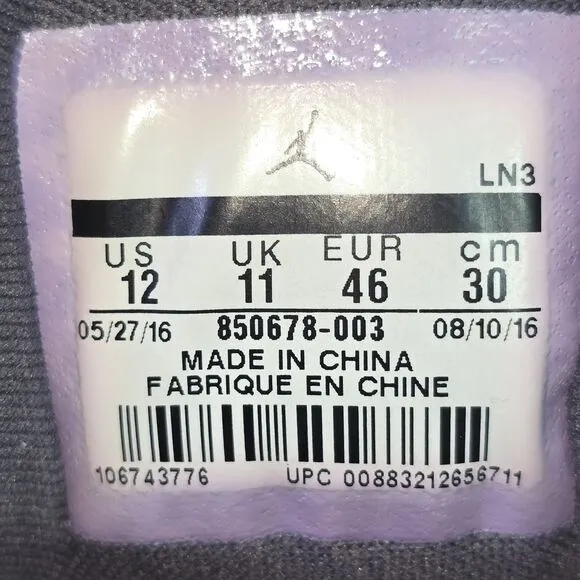 LN3
US UK EUR cm
12 11 46 30
05/27/16 850678-003 08/10/16
MADE IN CHINA
FABRIQUE EN CHINE
106743776 UPC 00883212656711